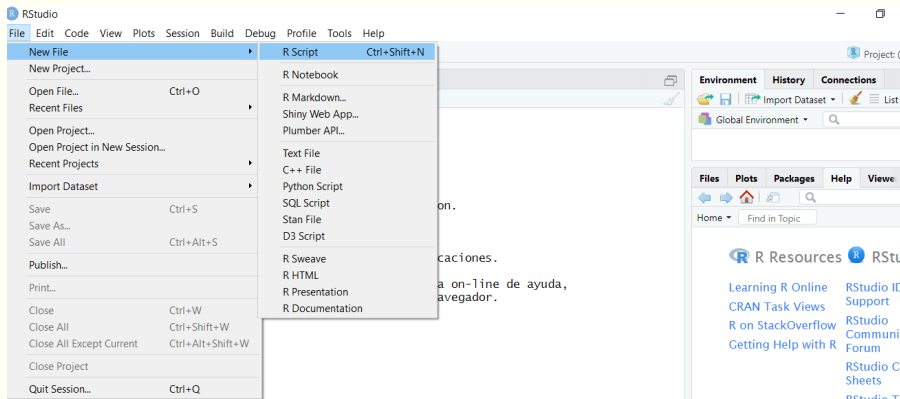 RStudio
File Edit Code View Plots Session Build Debug Profile Tools Help
New File
New Project...
Open File... Ctrl+O
Recent Files
Open Project...
Open Project in New Session...
Recent Projects
Import Dataset
Save Ctrl+S
Save As...
Save All Ctrl+Alt+S
Publish...
Print...
Close Ctrl+W
Close All Ctrl+Shift+W
Close All Except Current Ctrl+Alt+Shift+W
Close Project
Quit Session... Ctrl+Q
R Script Ctrl+Shift+N
R Notebook
R Markdown...
Shiny Web App...
Plumber API...
Text File
C++ File
Python Script
SQL Script
Stan File
D3 Script
R Sweave
R HTML
R Presentation
R Documentation
on.
caciones.
a on-line de ayuda,
avegador.
Project: (
Environment History Connections
Import Dataset List
Global Environment
Files Plots Packages Help Viewe
Home Find in Topic
R R Resources
Learning R Online
CRAN Task Views
R on StackOverflow
Getting Help with R
R RStu
RStudio ID
Support
RStudio
Communi
Forum
RStudio C
Sheets